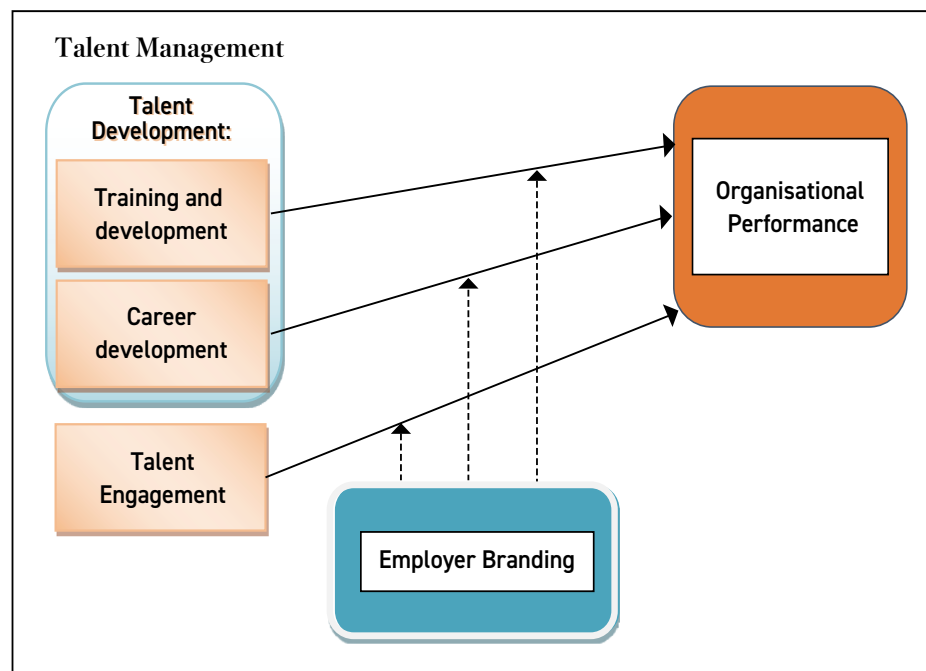 Talent Management
Talent
Development:
Training and
development
Career
development
Talent
Engagement
Organisational
Performance
Employer Branding